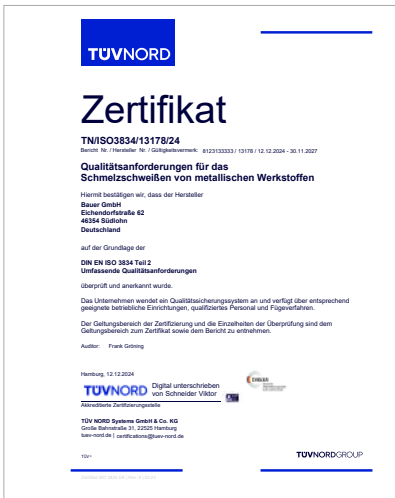 TÜVNORD
Zertifikat
TN/ISO3834/13178/24
Bericht Nr. / Hersteller Nr. / Gültigkeitsvermerk: 8123133333 / 13178 / 12.12.2024 - 30.11.2027
Qualitätsanforderungen für das
Schmelzschweißen von metallischen Werkstoffen
Hiermit bestätigen wir, dass der Hersteller
Bauer GmbH
Eichendorfstraße 62
46354 Südlohn
Deutschland
auf der Grundlage der
DIN EN ISO 3834 Teil 2
Umfassende Qualitätsanforderungen
überprüft und anerkannt wurde.
Das Unternehmen wendet ein Qualitätssicherungssystem an und verfügt über entsprechend
geeignete betriebliche Einrichtungen, qualifiziertes Personal und Fügeverfahren.
Der Geltungsbereich der Zertifizierung und die Einzelheiten der Überprüfung sind dem
Geltungsbereich zum Zertifikat sowie dem Bericht zu entnehmen.
Auditor: Frank Gröning
Hamburg, 12.12.2024
TÜVNORD Digital unterschrieben
von Schneider Viktor
Akkreditierte Zertifizierungsstelle
TÜV NORD Systems GmbH & Co. KG
Große Bahnstraße 31, 22525 Hamburg
tuev-nord.de | certifications@tuev-nord.de
TÜV®
TÜVNORDGROUP